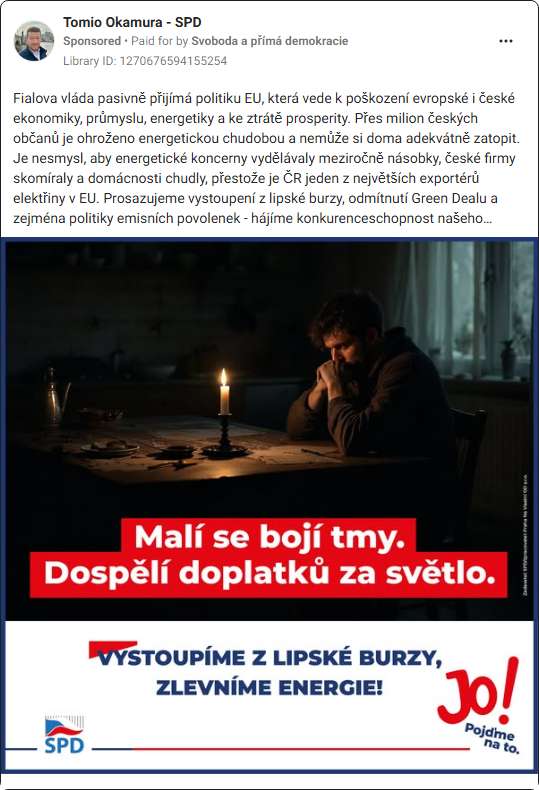 Tomio Okamura - SPD
Sponsored • Paid for by Svoboda a přímá demokracie
Library ID: 1270676594155254
Fialova vláda pasivně přijímá politiku EU, která vede k poškození evropské i české
ekonomiky, průmyslu, energetiky a ke ztrátě prosperity. Přes milion českých
občanů je ohroženo energetickou chudobou a nemůže si doma adekvátně zatopit.
Je nesmysl, aby energetické koncerny vydělávaly meziročně násobky, české firmy
skomíraly a domácnosti chudly, přestože je ČR jeden z největších exportérů
elektřiny v EU. Prosazujeme vystoupení z lipské burzy, odmítnutí Green Dealu a
zejména politiky emisních povolenek - hájíme konkurenceschopnost našeho...
Malí se bojí tmy.
Dospělí doplatků za světlo.
VYSTOUPÍME Z LIPSKÉ BURZY,
ZLEVNÍME ENERGIE!
Jo!
Pojďme
na to.
SPD